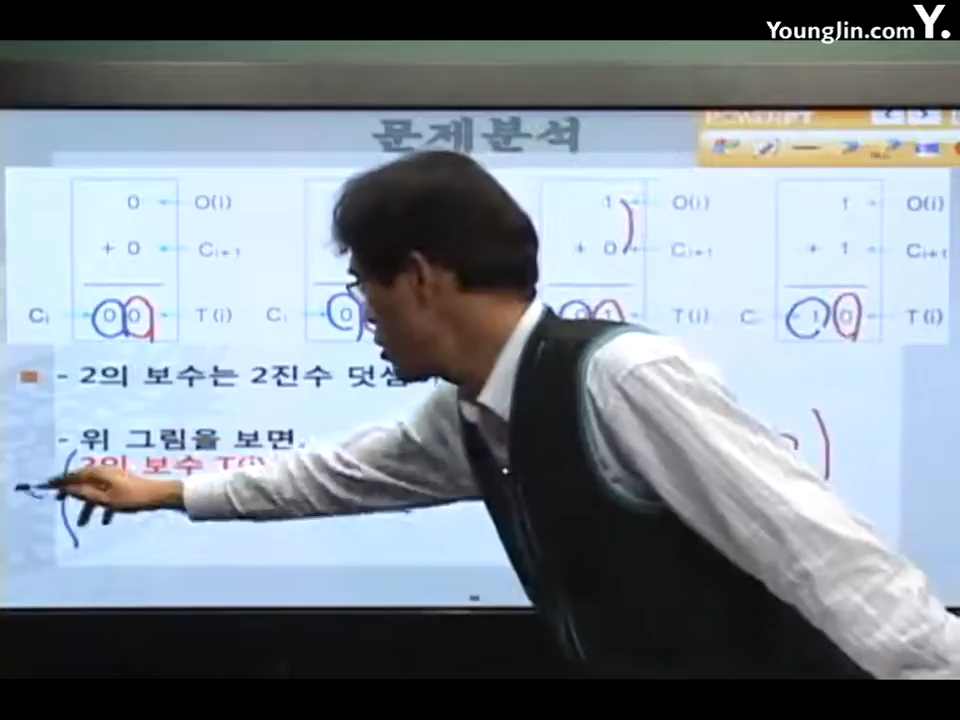 YoungJin.com Y.
문제분석
0 O(i) 1 O(i) 1 O(i)
+ 0 Ci+1 + 0 Ci+1 + 1 Ci+1
Ci 0 0 T(i) Ci 0 0 1 T(i) C 1 0 T(i)
- 2의 보수는 2진수 덧셈
- 위 그림을 보면,
2의 보수 T(i)